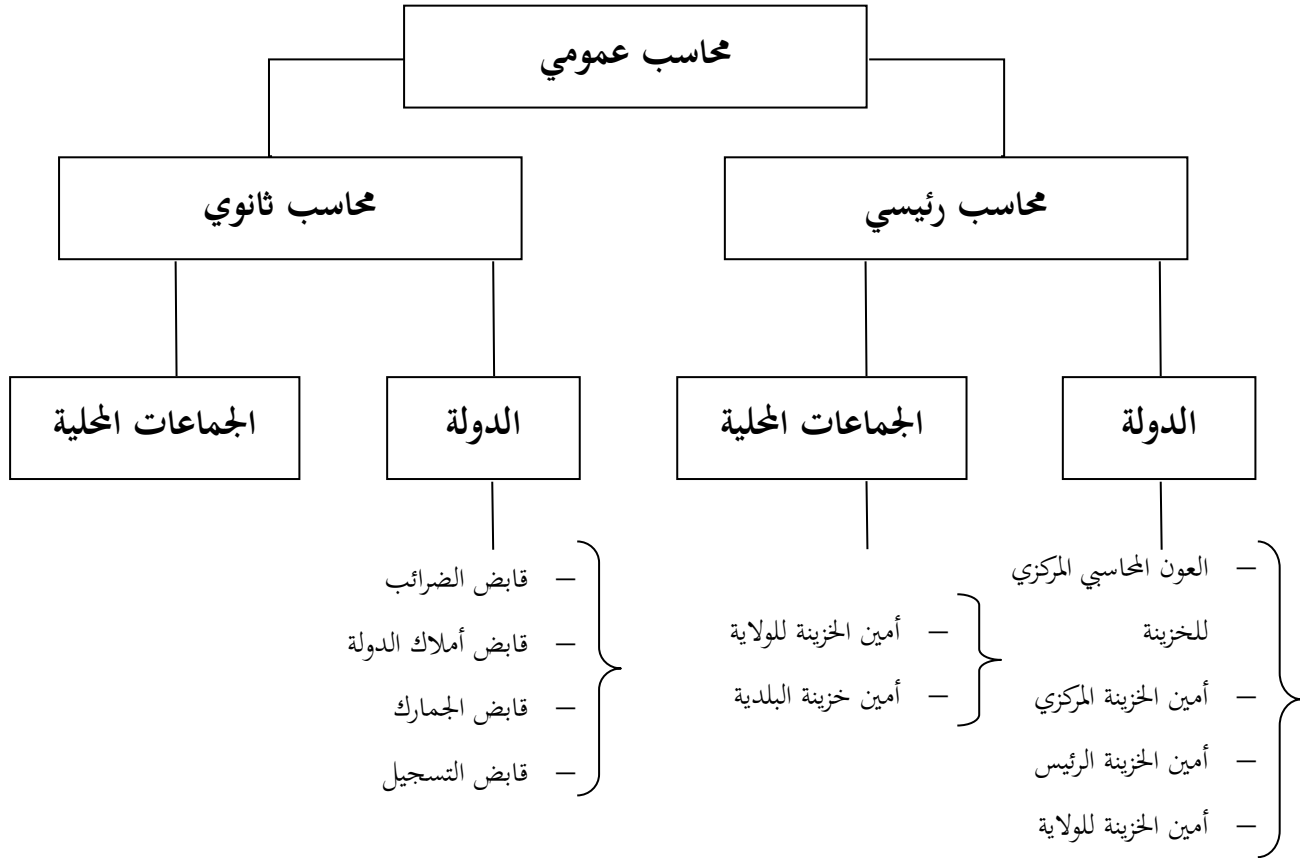 محاسب عمومي
محاسب رئيسي
محاسب ثانوي
الدولة
الجماعات المحلية
الدولة
الجماعات المحلية
– العون المحاسبي المركزي
للخزينة
– أمين الخزينة المركزي
– أمين الخزينة الرئيس
– أمين الخزينة للولاية
– أمين الخزينة للولاية
– أمين خزينة البلدية
– قابض الضرائب
– قابض أملاك الدولة
– قابض الجمارك
– قابض التسجيل